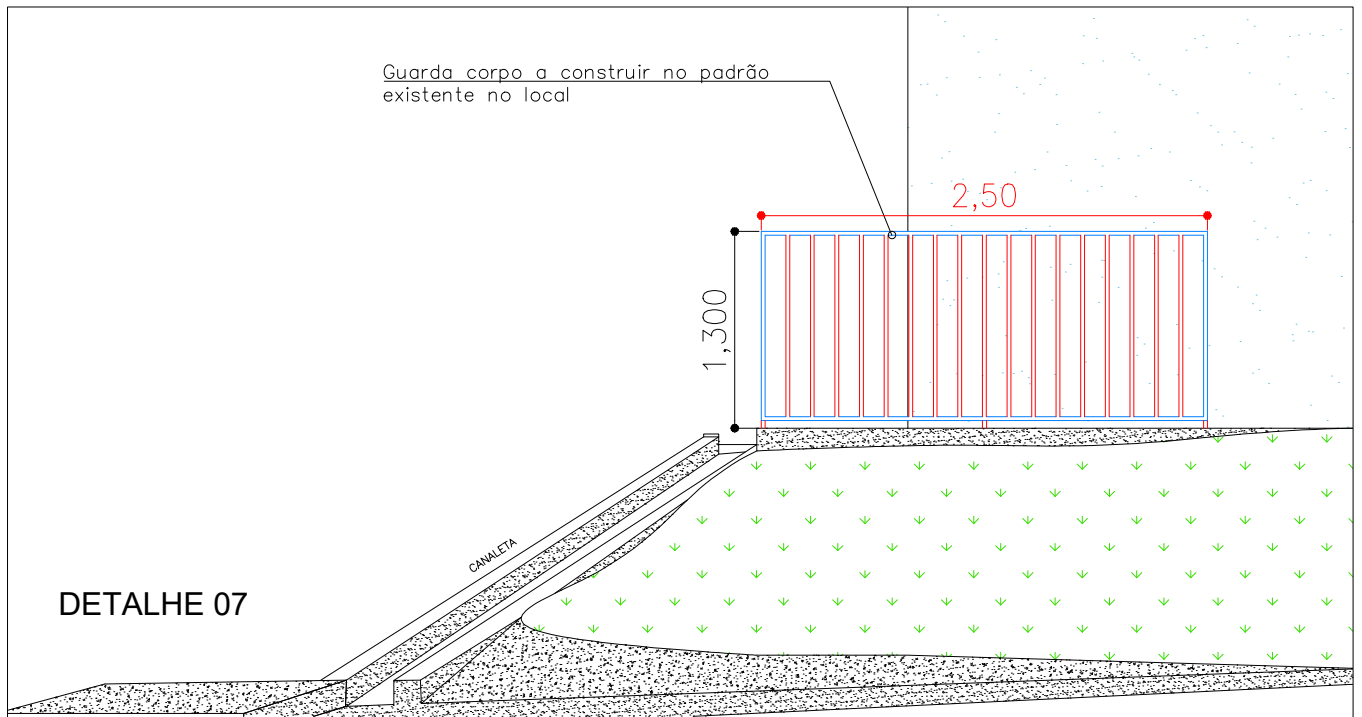 Guarda corpo a construir no padrão
existente no local
2,50
1,300
CANALETA
DETALHE 07